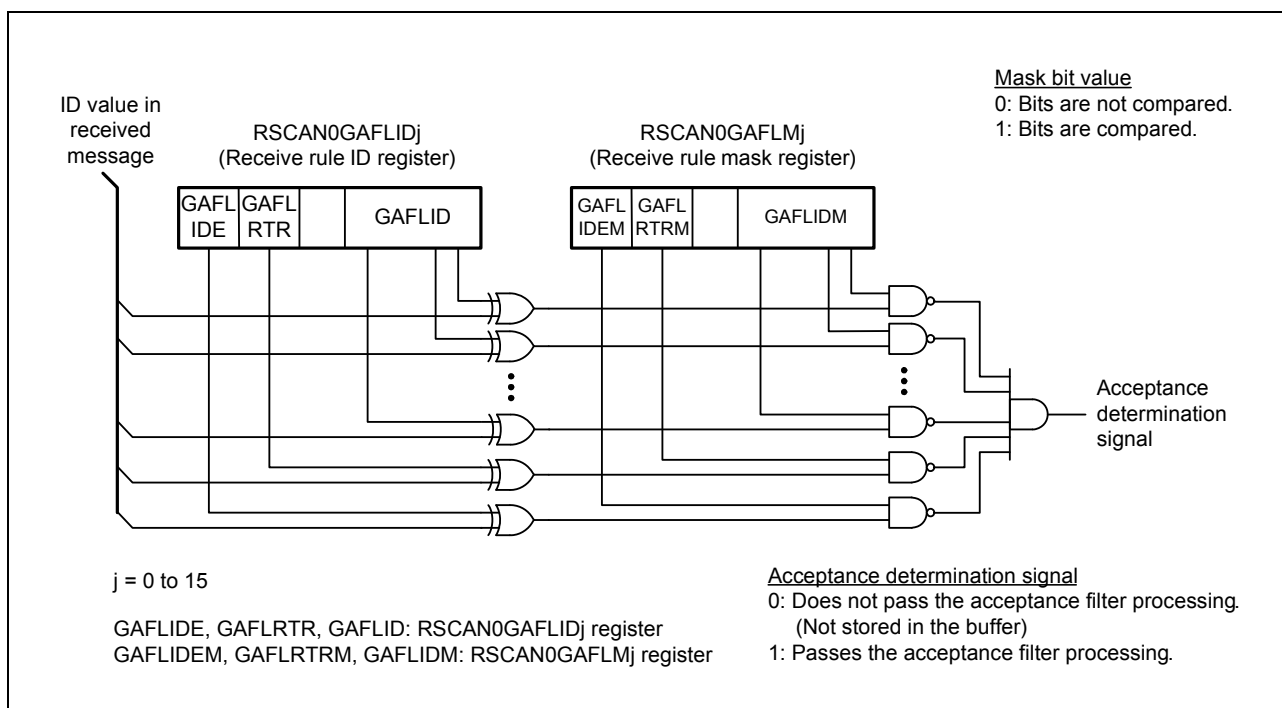 Mask bit value
0: Bits are not compared.
1: Bits are compared.
ID value in
received
message
RSCAN0GAFLIDj
(Receive rule ID register)
RSCAN0GAFLMj
(Receive rule mask register)
GAFL
IDE
GAFL
RTR
GAFLID
GAFL
IDEM
GAFL
RTRM
GAFLIDM
Acceptance
determination
signal
j = 0 to 15
GAFLIDE, GAFLRTR, GAFLID: RSCAN0GAFLIDj register
GAFLIDEM, GAFLRTRM, GAFLIDM: RSCAN0GAFLMj register
Acceptance determination signal
0: Does not pass the acceptance filter processing.
(Not stored in the buffer)
1: Passes the acceptance filter processing.